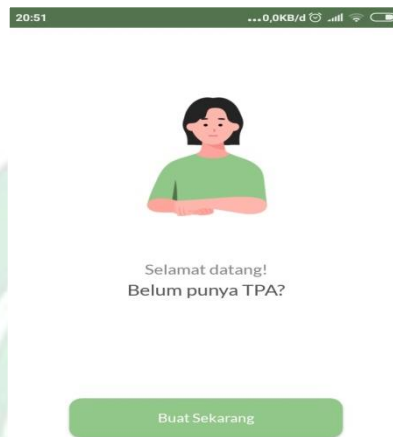 20:51 ...0,0KB/d
Selamat datang!
Belum punya TPA?
Buat Sekarang